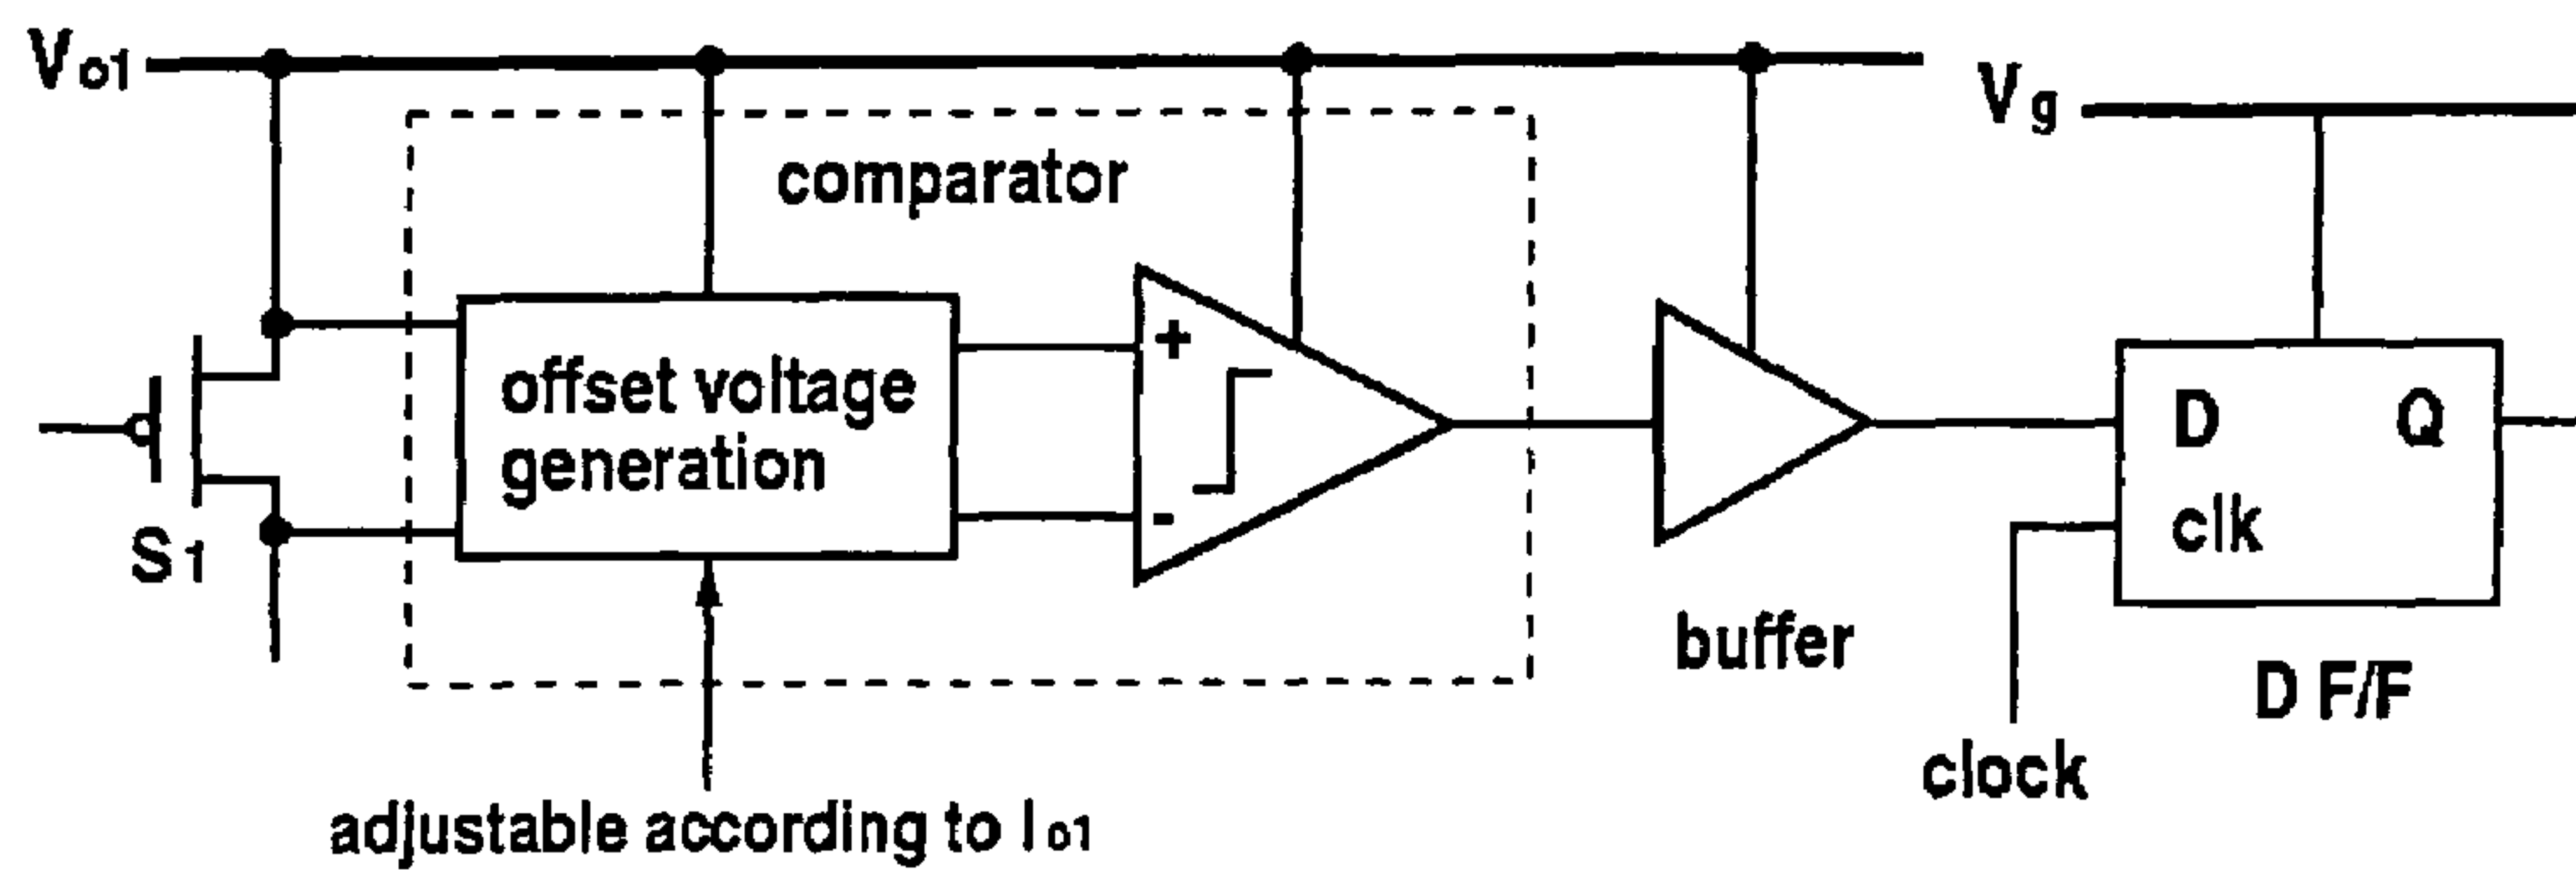 Vo1
Vg
comparator
+
offset voltage
generation
-
D Q
clk
S1
buffer
D F/F
clock
adjustable according to Io1